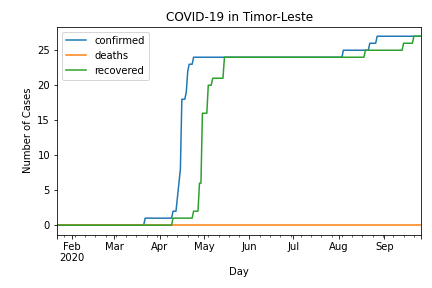 COVID-19 in Timor-Leste
confirmed
deaths
recovered
Number of Cases
25
20
15
10
5
0
Feb Mar Apr May Jun Jul Aug Sep
2020
Day